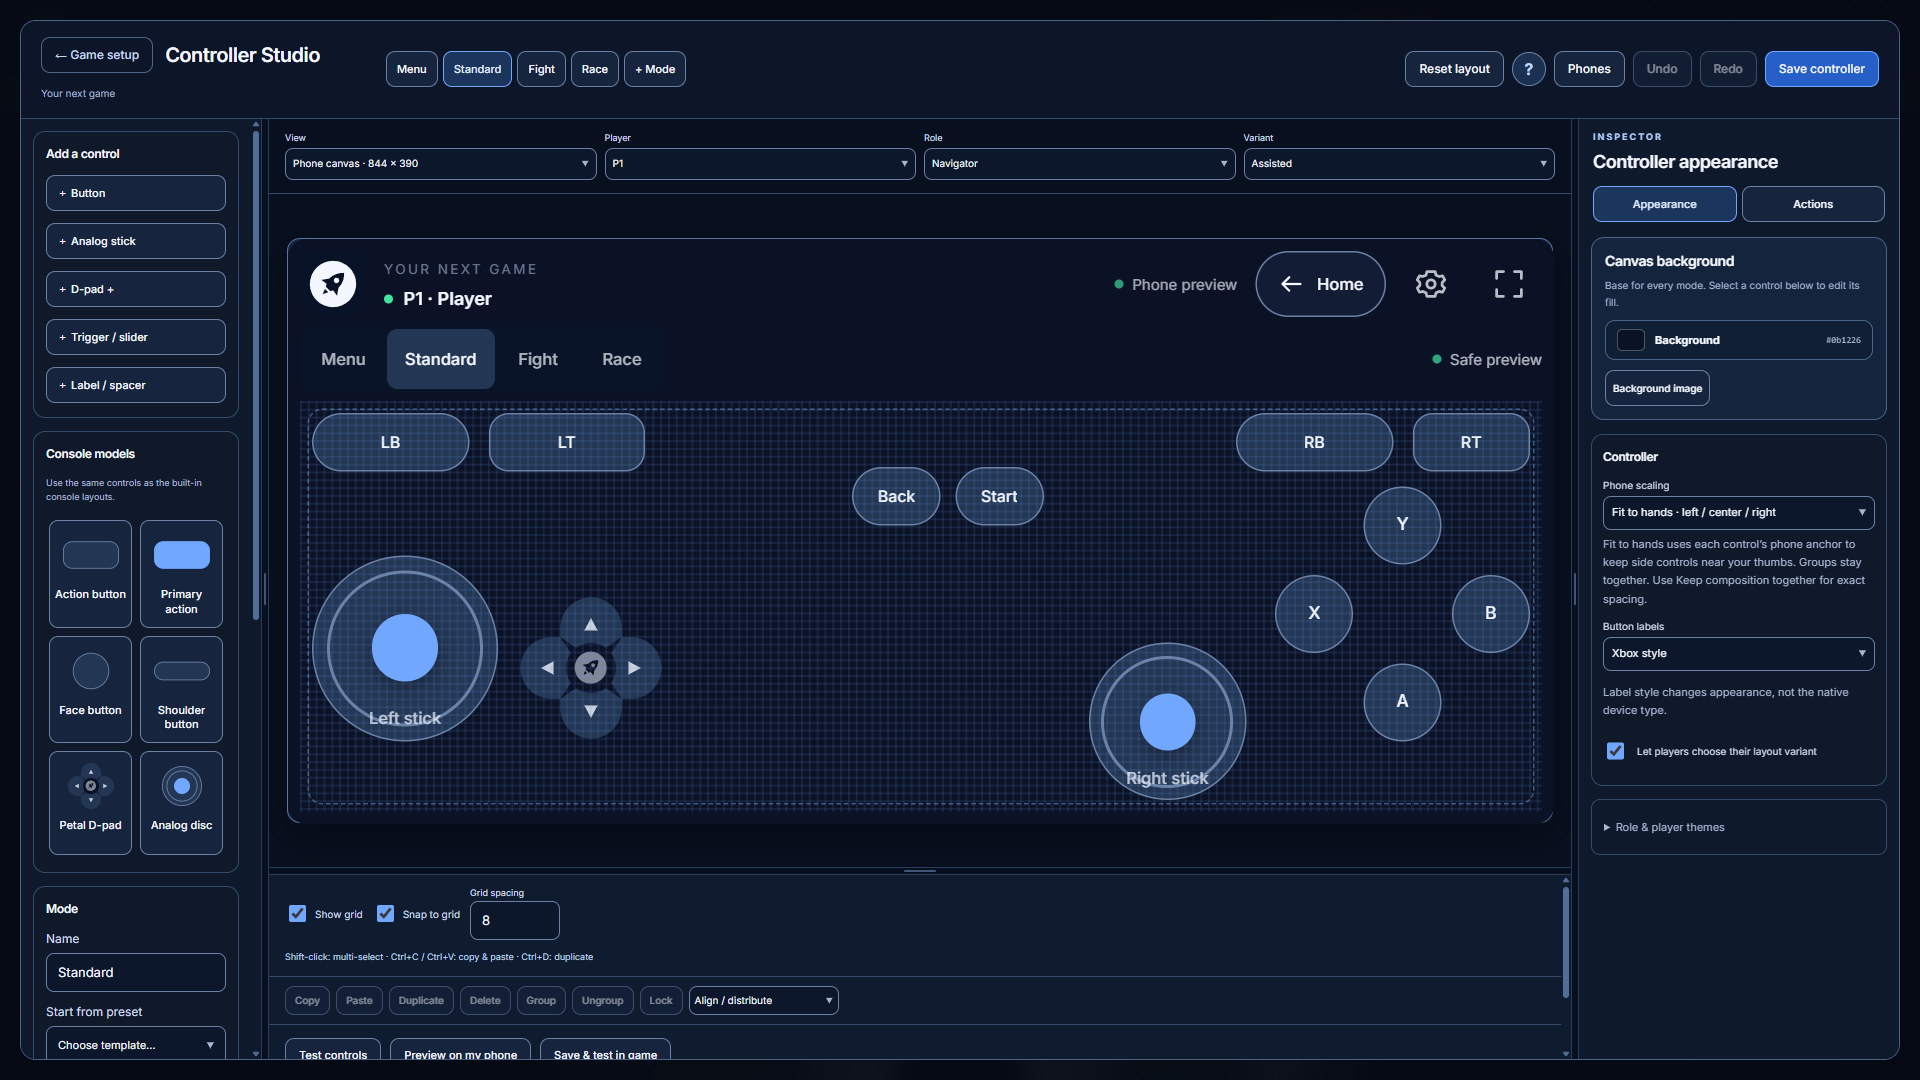 ← Game setup
Controller Studio
Your next game
Menu
Standard
Fight
Race
+ Mode
Reset layout
?
Phones
Undo
Redo
Save controller
Add a control
+ Button
+ Analog stick
+ D-pad +
+ Trigger / slider
+ Label / spacer
Console models
Use the same controls as the built-in
console layouts.
Action button
Primary
action
Face button
Shoulder
button
Petal D-pad
Analog disc
Mode
Name
Standard
Start from preset
Choose template...
View
Phone canvas · 844 × 390
Player
P1
Role
Navigator
Variant
Assisted
YOUR NEXT GAME
P1 · Player
Phone preview
← Home
Menu
Standard
Fight
Race
Safe preview
LB
LT
RB
RT
Back
Start
Y
X
B
A
Left stick
Right stick
Show grid
Snap to grid
Grid spacing
8
Shift-click: multi-select · Ctrl+C / Ctrl+V: copy & paste · Ctrl+D: duplicate
Copy
Paste
Duplicate
Delete
Group
Ungroup
Lock
Align / distribute
Test controls
Preview on my phone
Save & test in game
INSPECTOR
Controller appearance
Appearance
Actions
Canvas background
Base for every mode. Select a control below to edit its
fill.
Background
#0b1226
Background image
Controller
Phone scaling
Fit to hands · left / center / right
Fit to hands uses each control's phone anchor to
keep side controls near your thumbs. Groups stay
together. Use Keep composition together for exact
spacing.
Button labels
Xbox style
Label style changes appearance, not the native
device type.
Let players choose their layout variant
Role & player themes